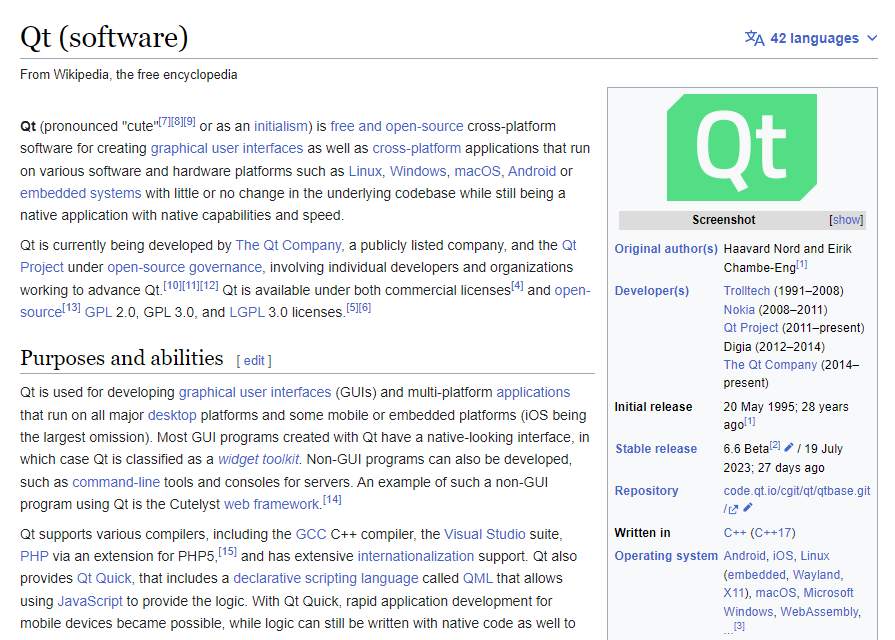 Qt (software)
42 languages
From Wikipedia, the free encyclopedia
Qt (pronounced "cute"[7][8][9] or as an initialism) is free and open-source cross-platform
software for creating graphical user interfaces as well as cross-platform applications that run
on various software and hardware platforms such as Linux, Windows, macOS, Android or
embedded systems with little or no change in the underlying codebase while still being a
native application with native capabilities and speed.
Qt is currently being developed by The Qt Company, a publicly listed company, and the Qt
Project under open-source governance, involving individual developers and organizations
working to advance Qt.[10][11][12] Qt is available under both commercial licenses[4] and open-
source[13] GPL 2.0, GPL 3.0, and LGPL 3.0 licenses.[5][6]
Purposes and abilities [ edit ]
Qt is used for developing graphical user interfaces (GUIs) and multi-platform applications
that run on all major desktop platforms and some mobile or embedded platforms (iOS being
the largest omission). Most GUI programs created with Qt have a native-looking interface, in
which case Qt is classified as a widget toolkit. Non-GUI programs can also be developed,
such as command-line tools and consoles for servers. An example of such a non-GUI
program using Qt is the Cutelyst web framework.[14]
Qt supports various compilers, including the GCC C++ compiler, the Visual Studio suite,
PHP via an extension for PHP5,[15] and has extensive internationalization support. Qt also
provides Qt Quick, that includes a declarative scripting language called QML that allows
using JavaScript to provide the logic. With Qt Quick, rapid application development for
mobile devices became possible, while logic can still be written with native code as well to
Qt
Screenshot [show]
Original author(s) Haavard Nord and Eirik
Chambe-Eng[1]
Developer(s) Trolltech (1991–2008)
Nokia (2008–2011)
Qt Project (2011–present)
Digia (2012–2014)
The Qt Company (2014–
present)
Initial release 20 May 1995; 28 years
ago[1]
Stable release 6.6 Beta[2] / 19 July
2023; 27 days ago
Repository code.qt.io/cgit/qt/qtbase.git
/
Written in C++ (C++17)
Operating system Android, iOS, Linux
(embedded, Wayland,
X11), macOS, Microsoft
Windows, WebAssembly,
...[3]